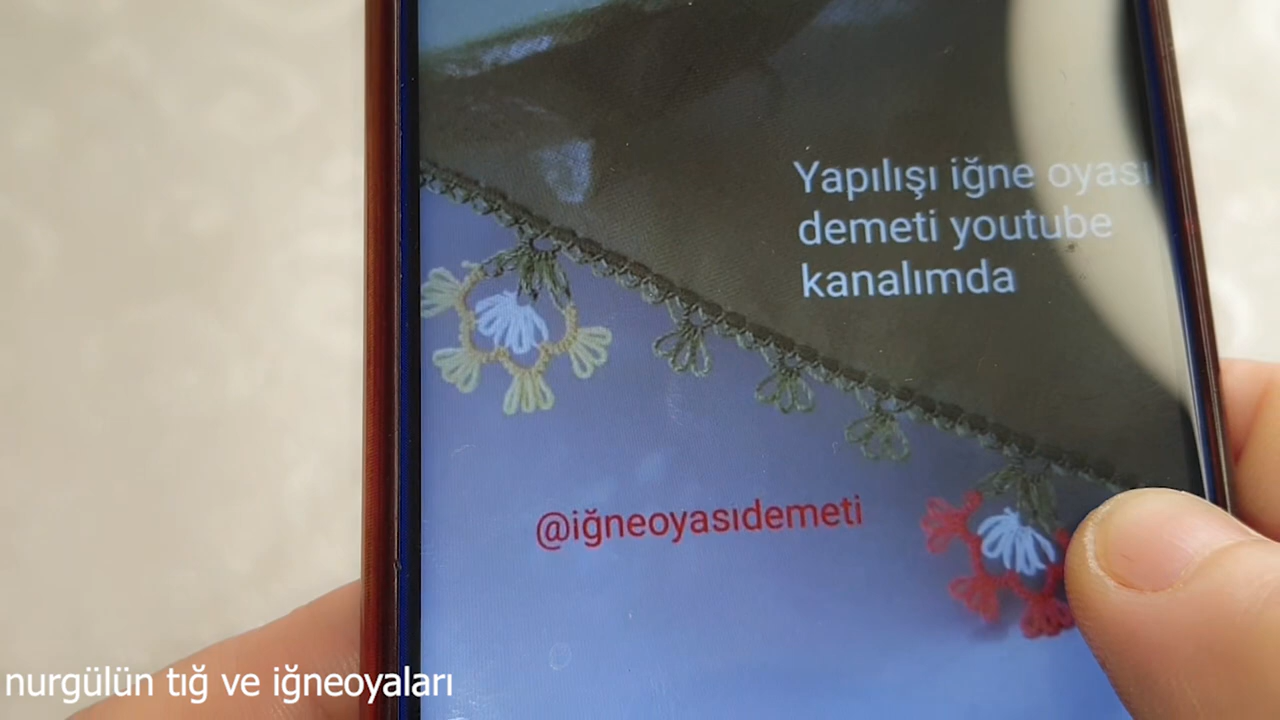 Yapılışı iğne oyası
demeti youtube
kanalımda
@iğneoyasıdemeti
nurgülün tığ ve iğneoyaları